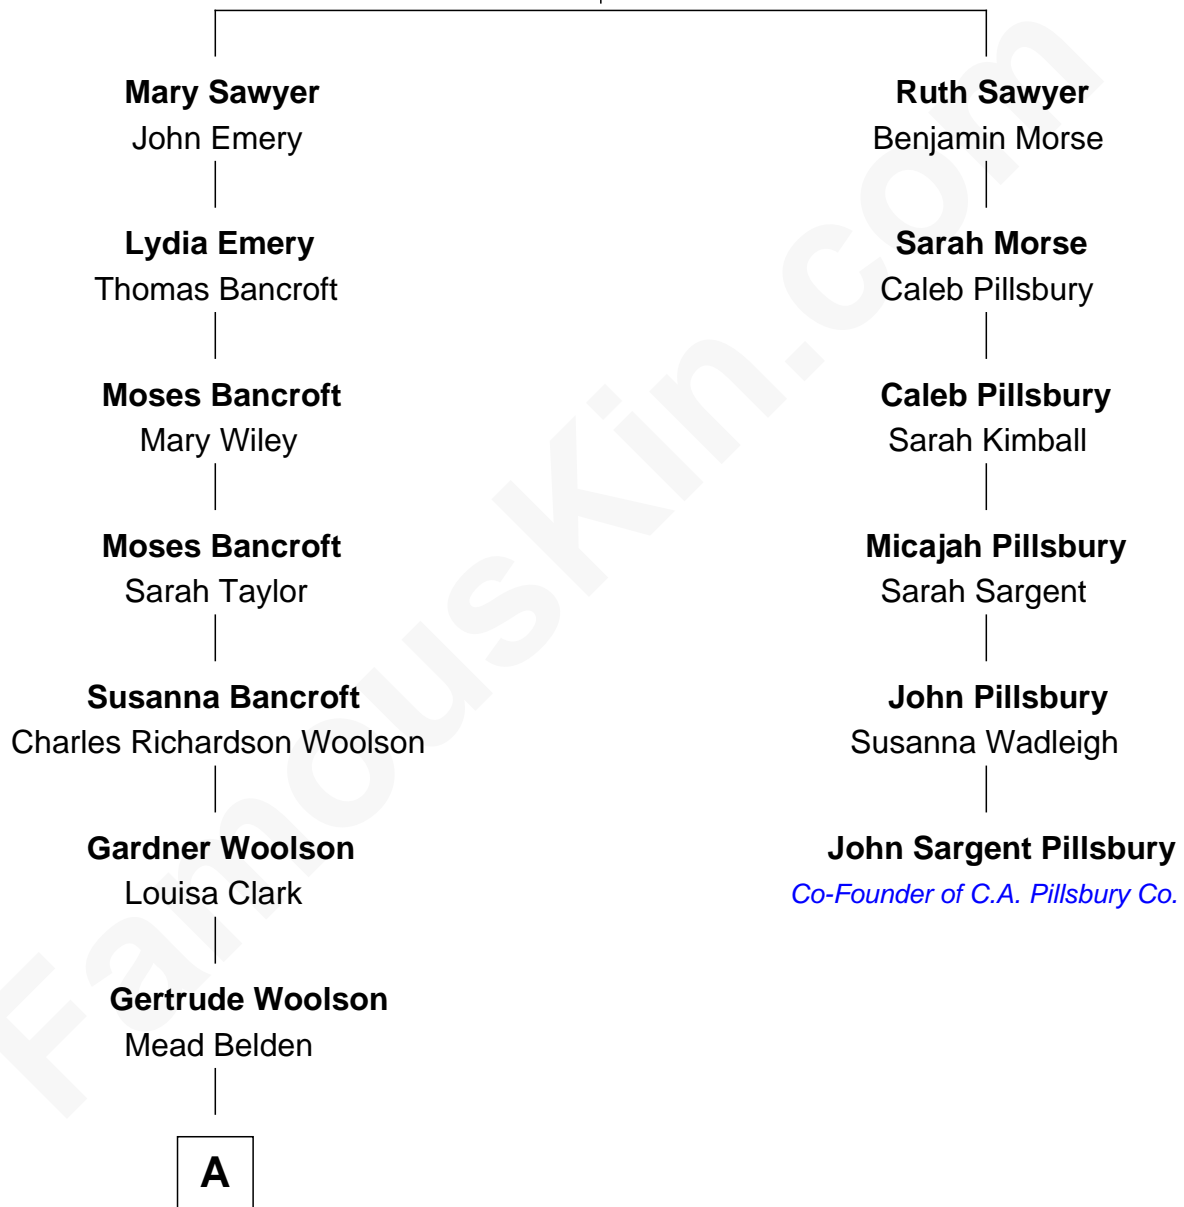 Mary Sawyer
John Emery
Ruth Sawyer
Benjamin Morse
Lydia Emery
Thomas Bancroft
Sarah Morse
Caleb Pillsbury
Moses Bancroft
Mary Wiley
Caleb Pillsbury
Sarah Kimball
Moses Bancroft
Sarah Taylor
Micajah Pillsbury
Sarah Sargent
Susanna Bancroft
Charles Richardson Woolson
John Pillsbury
Susanna Wadleigh
Gardner Woolson
Louisa Clark
John Sargent Pillsbury
Co-Founder of C.A. Pillsbury Co.
Gertrude Woolson
Mead Belden
A
FamousKin.com